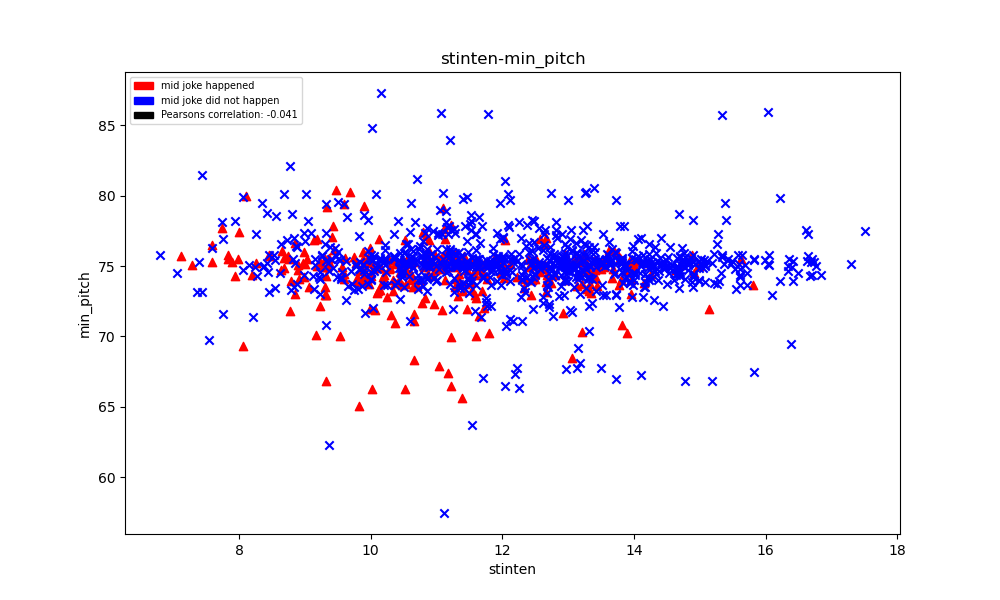 stinten-min_pitch
mid joke happened
mid joke did not happen
Pearsons correlation: -0.041
min_pitch
85
80
75
70
65
60
8 10 12 14 16 18
stinten